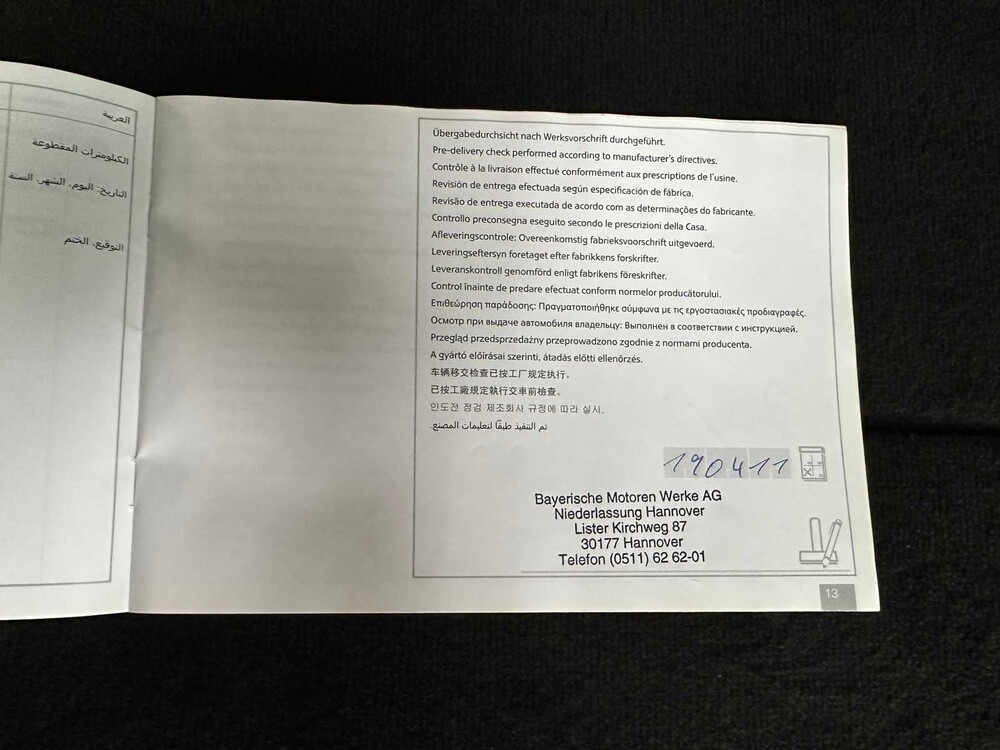 العربية
الكيلومترات المقطوعة
التاريخ: اليوم، الشهر، السنة
التوقيع، الختم
Übergabedurchsicht nach Werksvorschrift durchgeführt.
Pre-delivery check performed according to manufacturer's directives.
Contrôle à la livraison effectué conformément aux prescriptions de l'usine.
Revisión de entrega efectuada según especificación de fábrica.
Revisão de entrega executada de acordo com as determinações do fabricante.
Controllo preconsegna eseguito secondo le prescrizioni della Casa.
Afleveringscontrole: Overeenkomstig fabrieksvoorschrift uitgevoerd.
Leveringseftersyn foretaget efter fabrikkens forskrifter.
Leveranskontroll genomförd enligt fabrikens föreskrifter.
Control înainte de predare efectuat conform normelor producătorului.
Επιθεώρηση παράδοσης: Πραγματοποιήθηκε σύμφωνα με τις εργοστασιακές προδιαγραφές.
Осмотр при выдаче автомобиля владельцу: Выполнен в соответствии с инструкцией.
Przegląd przedsprzedażny przeprowadzono zgodnie z normami producenta.
A gyártó előírásai szerinti, átadás előtti ellenőrzés.
车辆移交检查已按工厂规定执行。
已按工廠規定執行交車前檢查。
인도전 점검 제조회사 규정에 따라 실시.
تم التنفيذ طبقًا لتعليمات المصنع.
190411
Bayerische Motoren Werke AG
Niederlassung Hannover
Lister Kirchweg 87
30177 Hannover
Telefon (0511) 62 62-01
13